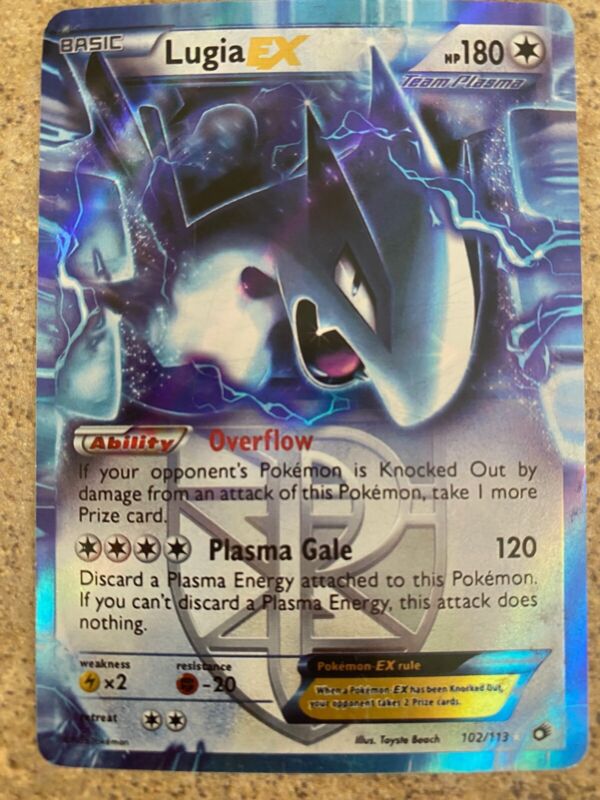 BASIC
Lugia EX
HP 180
Team Plasma
Ability Overflow
If your opponent's Pokémon is Knocked Out by
damage from an attack of this Pokémon, take 1 more
Prize card.
Plasma Gale 120
Discard a Plasma Energy attached to this Pokémon.
If you can't discard a Plasma Energy, this attack does
nothing.
weakness
×2
resistance
-20
retreat
Pokémon-EX rule
When a Pokémon-EX has been Knocked Out,
your opponent takes 2 Prize cards.
Illus. Toyste Beach
102/113